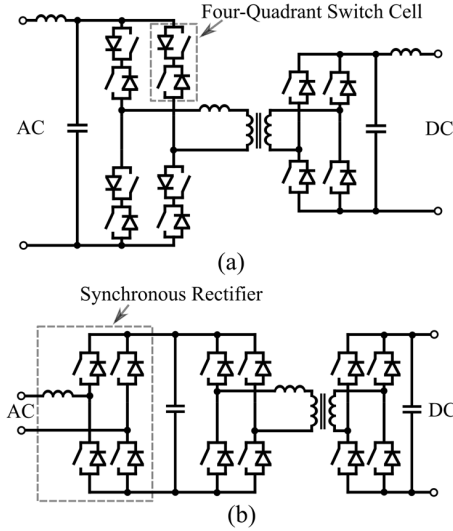 Four-Quadrant Switch Cell
AC
DC
(a)
Synchronous Rectifier
AC
DC
(b)